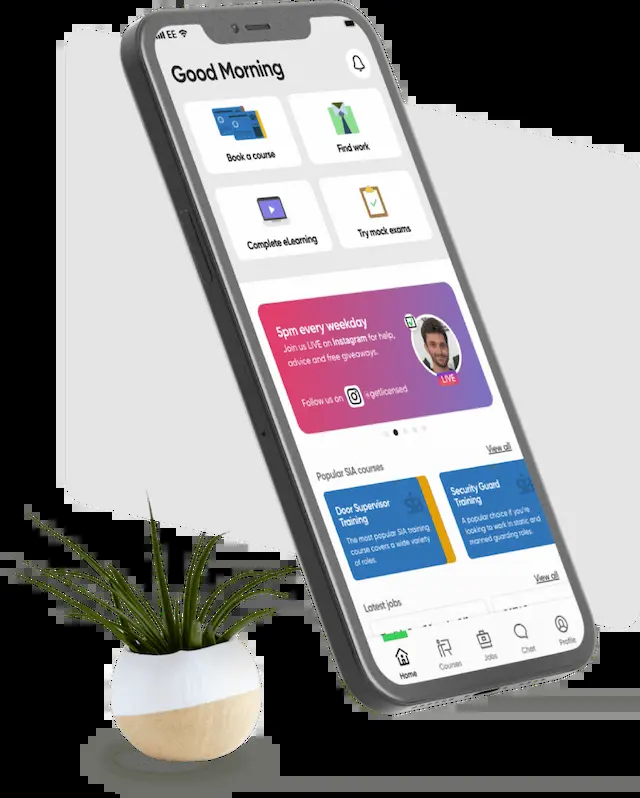 EE
Good Morning
Book a course
Find work
Complete eLearning
Try mock exams
5pm every weekday
Join us LIVE on Instagram for help,
advice and free giveaways.
LIVE
Follow us on @getlicensed
Popular SIA courses
View all
Door Supervisor
Training
The most popular SIA training
course covers a wide variety
of roles.
Security Guard
Training
A popular choice if you're
looking to work in static and
manned guarding roles.
View all
Latest jobs
Home
Courses
Jobs
Chat
Profile